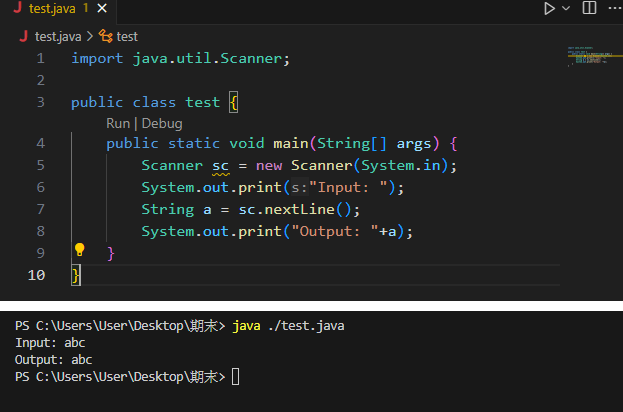 J test.java 1 ×
J test.java > test
1 import java.util.Scanner;
2
3 public class test {
Run | Debug
4 public static void main(String[] args) {
5 Scanner sc = new Scanner(System.in);
6 System.out.print(s:"Input: ");
7 String a = sc.nextLine();
8 System.out.print("Output: "+a);
9 }
10 }
PS C:\Users\User\Desktop\期末> java ./test.java
Input: abc
Output: abc
PS C:\Users\User\Desktop\期末>